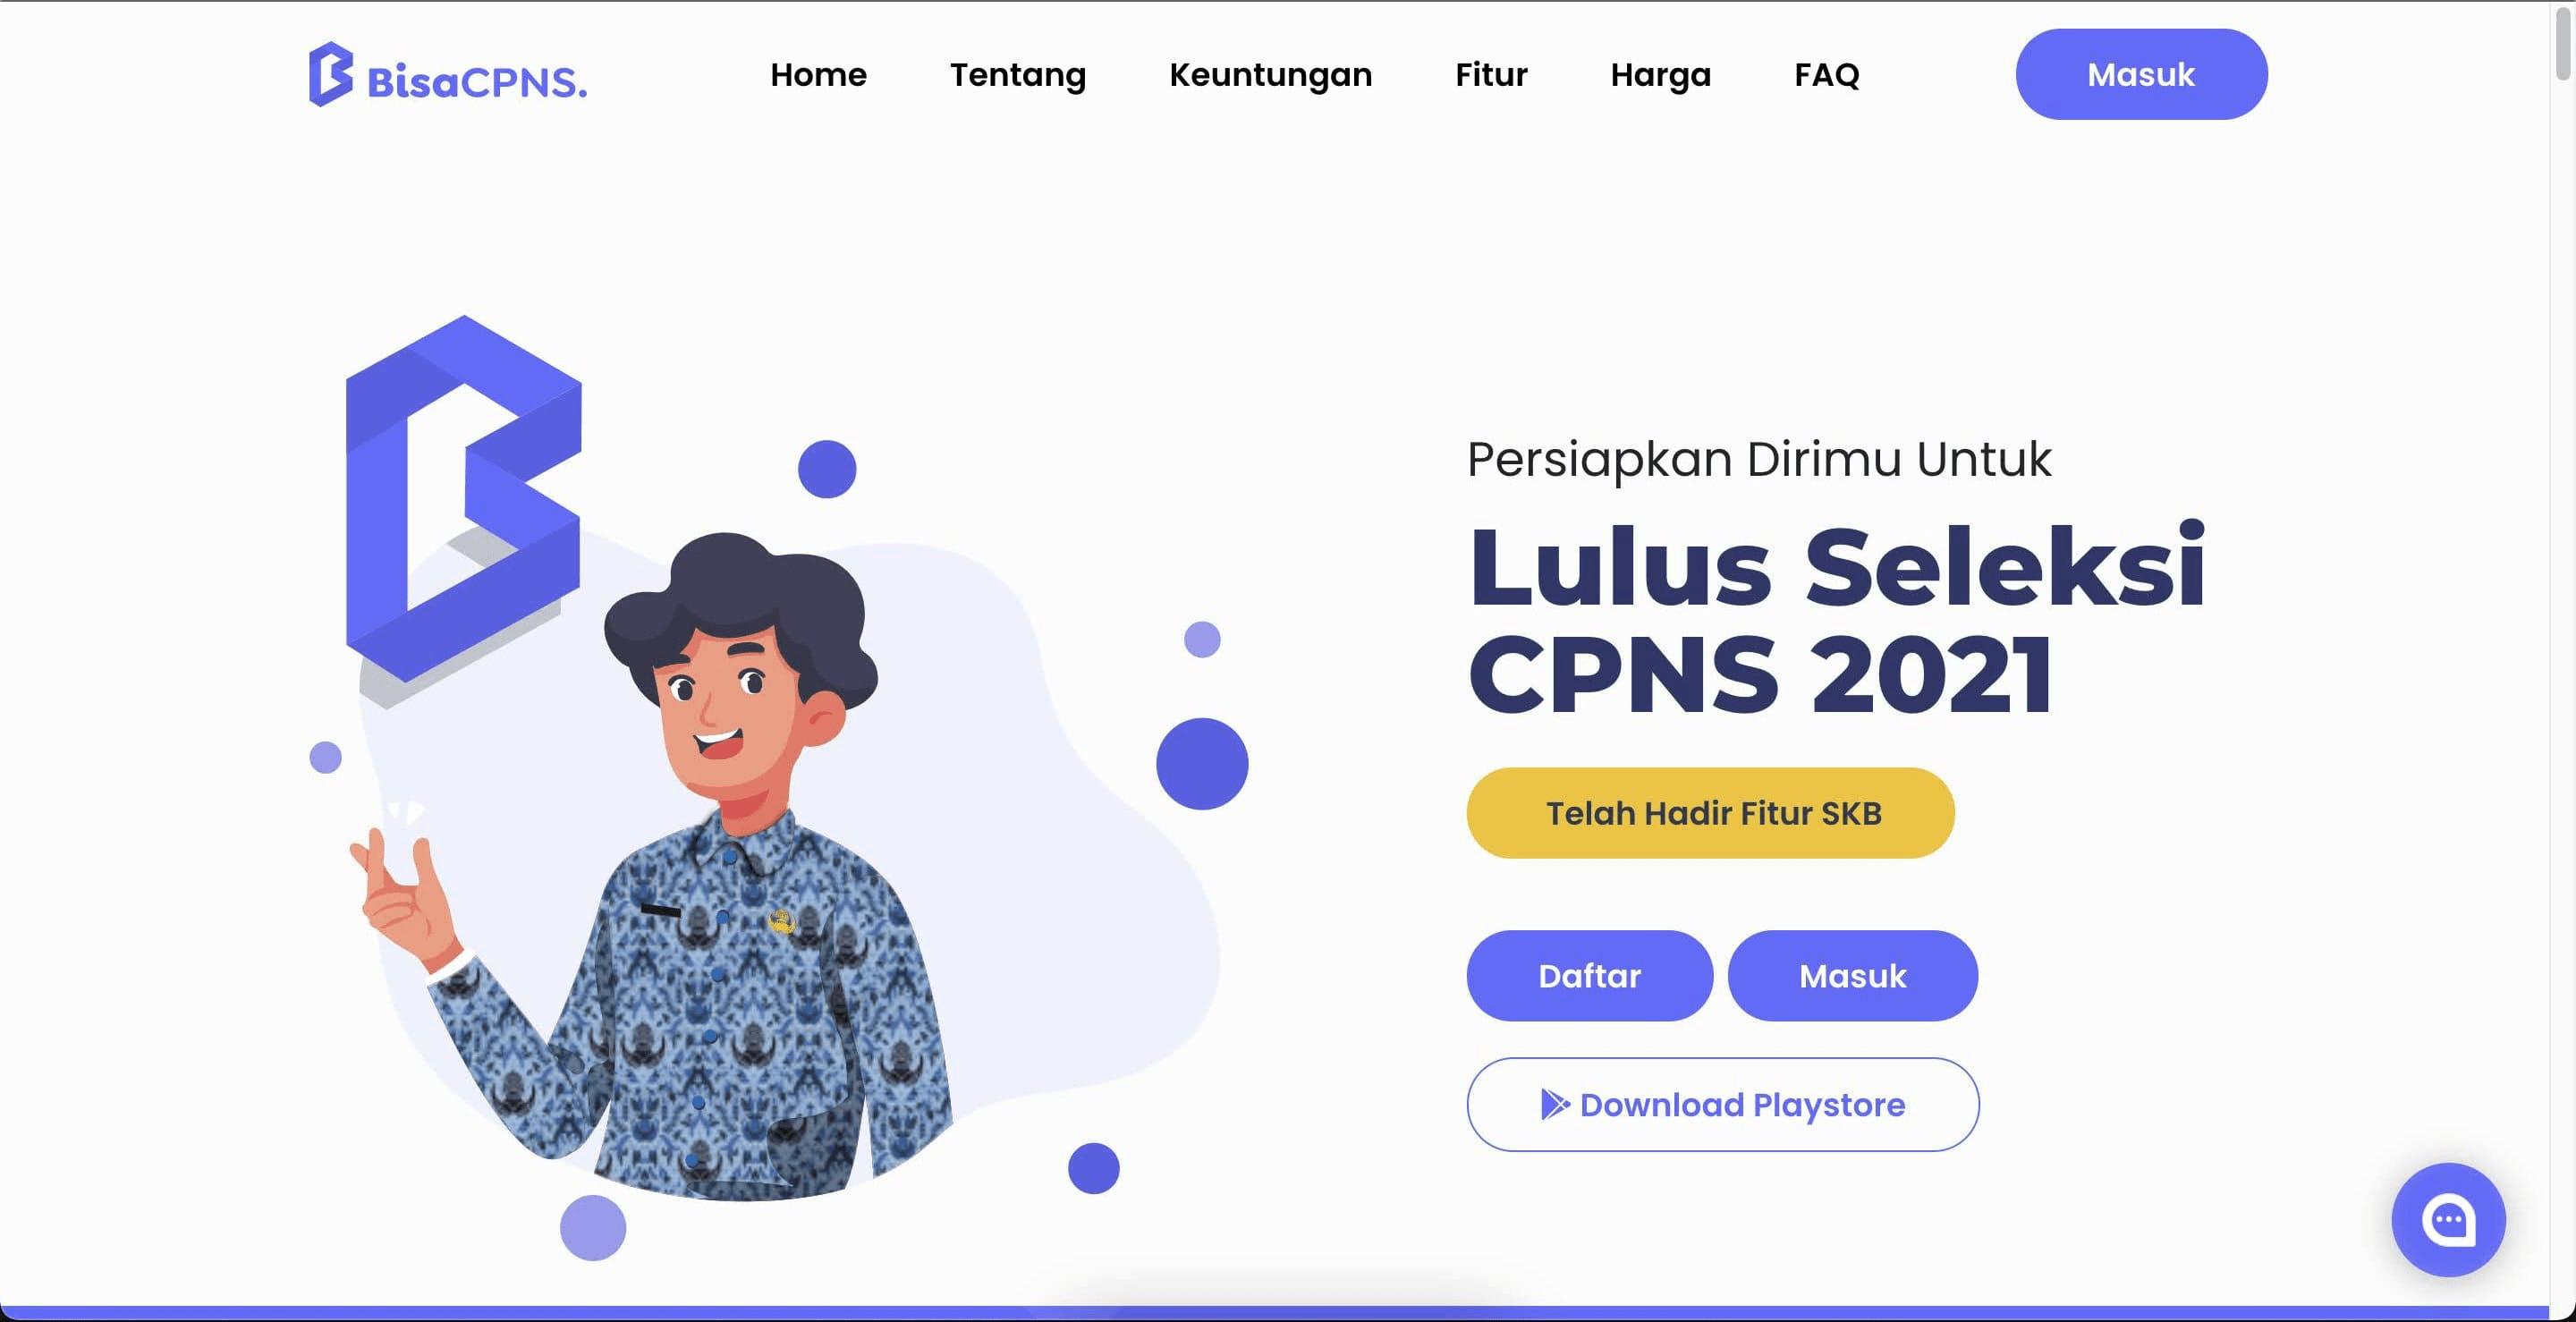 BisaCPNS.
Home
Tentang
Keuntungan
Fitur
Harga
FAQ
Masuk
Persiapkan Dirimu Untuk
Lulus Seleksi
CPNS 2021
Telah Hadir Fitur SKB
Daftar
Masuk
Download Playstore